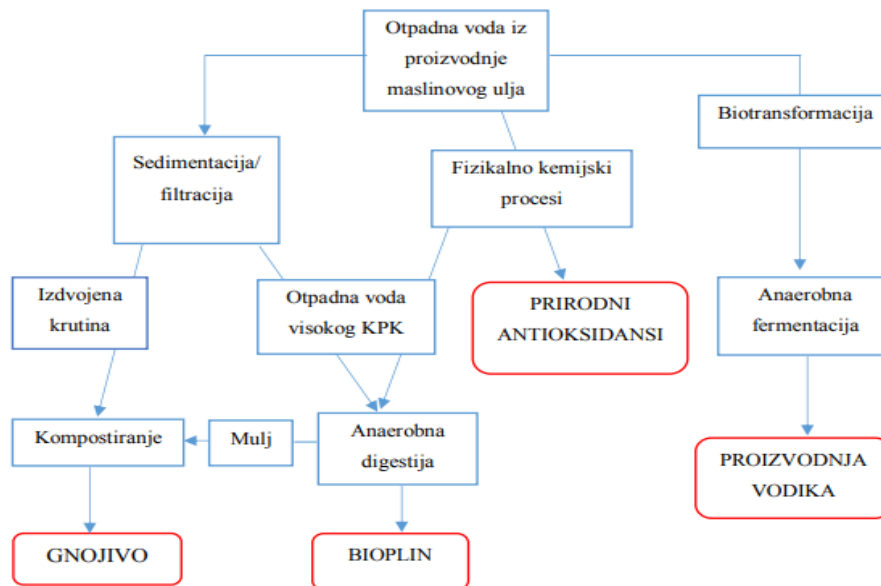 Otpadna voda iz
proizvodnje
maslinovog ulja
Biotransformacija
Sedimentacija/
filtracija
Fizikalno kemijski
procesi
Izdvojena
krutina
Otpadna voda
visokog KPK
PRIRODNI
ANTIOKSIDANSI
Anaerobna
fermentacija
Kompostiranje
Mulj
Anaerobna
digestija
PROIZVODNJA
VODIKA
GNOJIVO
BIOPLIN